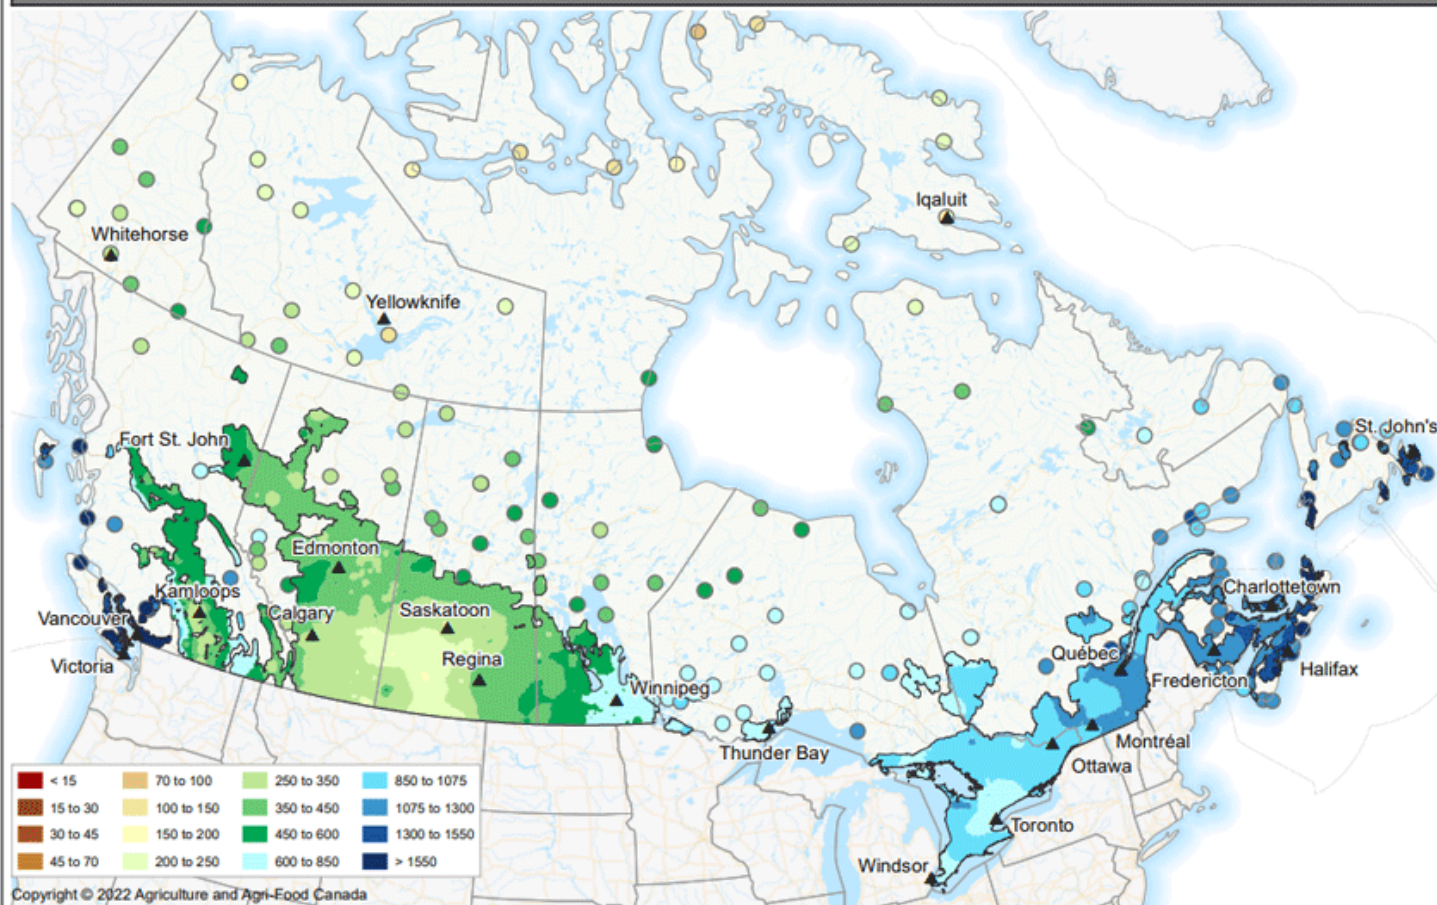 Iqaluit
Whitehorse
Yellowknife
Fort St. John
St. John's
Edmonton
Kamloops
Charlottetown
Vancouver
Calgary
Saskatoon
Québec
Victoria
Regina
Halifax
Fredericton
Winnipeg
Montréal
Thunder Bay
Ottawa
Toronto
Windsor
< 15 70 to 100 250 to 350 850 to 1075
15 to 30 100 to 150 350 to 450 1075 to 1300
30 to 45 150 to 200 450 to 600 1300 to 1550
45 to 70 200 to 250 600 to 850 > 1550
Copyright © 2022 Agriculture and Agri-Food Canada